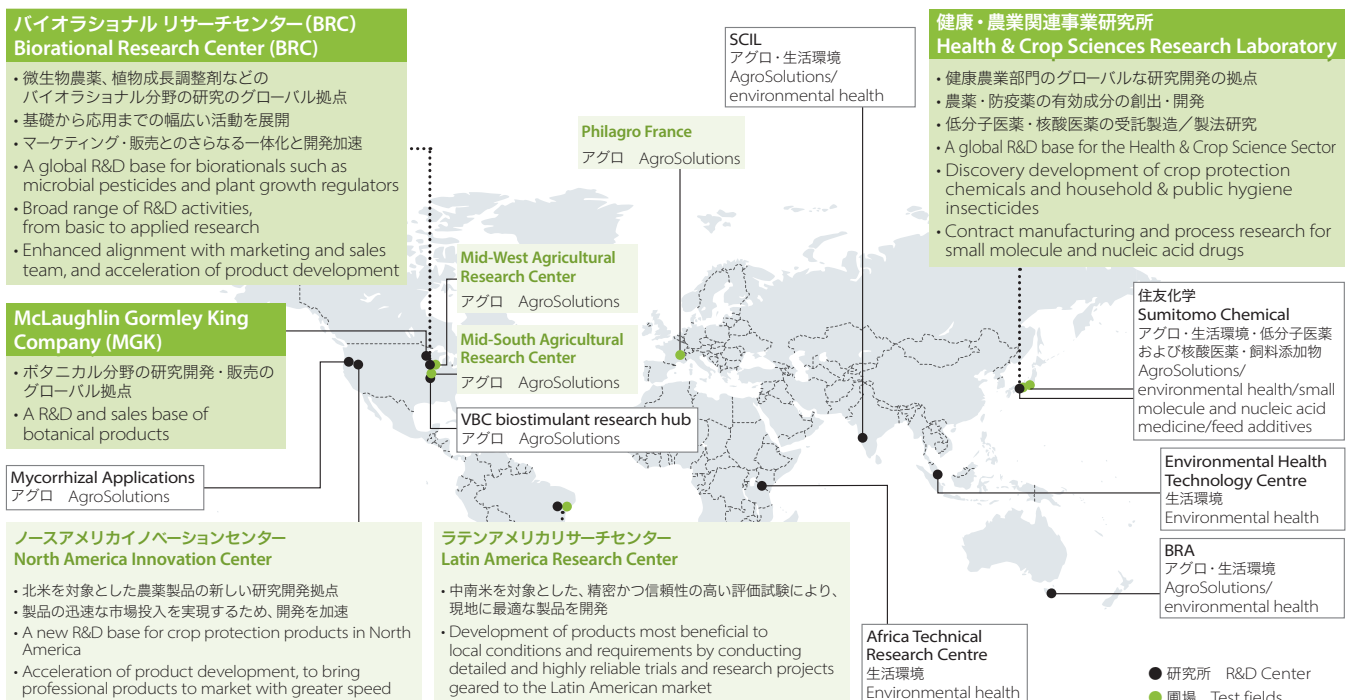 バイオラショナル リサーチセンター(BRC)
Biorational Research Center (BRC)
・微生物農薬、植物成長調整剤などの
バイオラショナル分野の研究のグローバル拠点
・基礎から応用までの幅広い活動を展開
・マーケティング・販売とのさらなる一体化と開発加速
・A global R&D base for biorationals such as
microbial pesticides and plant growth regulators
・Broad range of R&D activities,
from basic to applied research
・Enhanced alignment with marketing and sales
team, and acceleration of product development
McLaughlin Gormley King
Company (MGK)
・ボタニカル分野の研究開発・販売の
グローバル拠点
・A R&D and sales base of
botanical products
Mycorrhizal Applications
アグロ AgroSolutions
ノースアメリカイノベーションセンター
North America Innovation Center
・北米を対象とした農薬製品の新しい研究開発拠点
・製品の迅速な市場投入を実現するため、開発を加速
・A new R&D base for crop protection products in North
America
・Acceleration of product development, to bring
professional products to market with greater speed
Mid-West Agricultural
Research Center
アグロ AgroSolutions
Mid-South Agricultural
Research Center
アグロ AgroSolutions
VBC biostimulant research hub
アグロ AgroSolutions
Philagro France
アグロ AgroSolutions
SCIL
アグロ・生活環境
AgroSolutions/
environmental health
ラテンアメリカリサーチセンター
Latin America Research Center
・中南米を対象とした、精密かつ信頼性の高い評価試験により、
現地に最適な製品を開発
・Development of products most beneficial to
local conditions and requirements by conducting
detailed and highly reliable trials and research projects
geared to the Latin American market
Africa Technical
Research Centre
生活環境
Environmental health
健康・農業関連事業研究所
Health & Crop Sciences Research Laboratory
・健康農業部門のグローバルな研究開発の拠点
・農薬・防疫薬の有効成分の創出・開発
・低分子医薬・核酸医薬の受託製造/製法研究
・A global R&D base for the Health & Crop Science Sector
・Discovery development of crop protection
chemicals and household & public hygiene
insecticides
・Contract manufacturing and process research for
small molecule and nucleic acid drugs
住友化学
Sumitomo Chemical
アグロ・生活環境・低分子医薬
および核酸医薬・飼料添加物
AgroSolutions/
environmental health/small
molecule and nucleic acid
medicine/feed additives
Environmental Health
Technology Centre
生活環境
Environmental health
BRA
アグロ・生活環境
AgroSolutions/
environmental health
● 研究所 R&D Center
● 圃場 Test fields